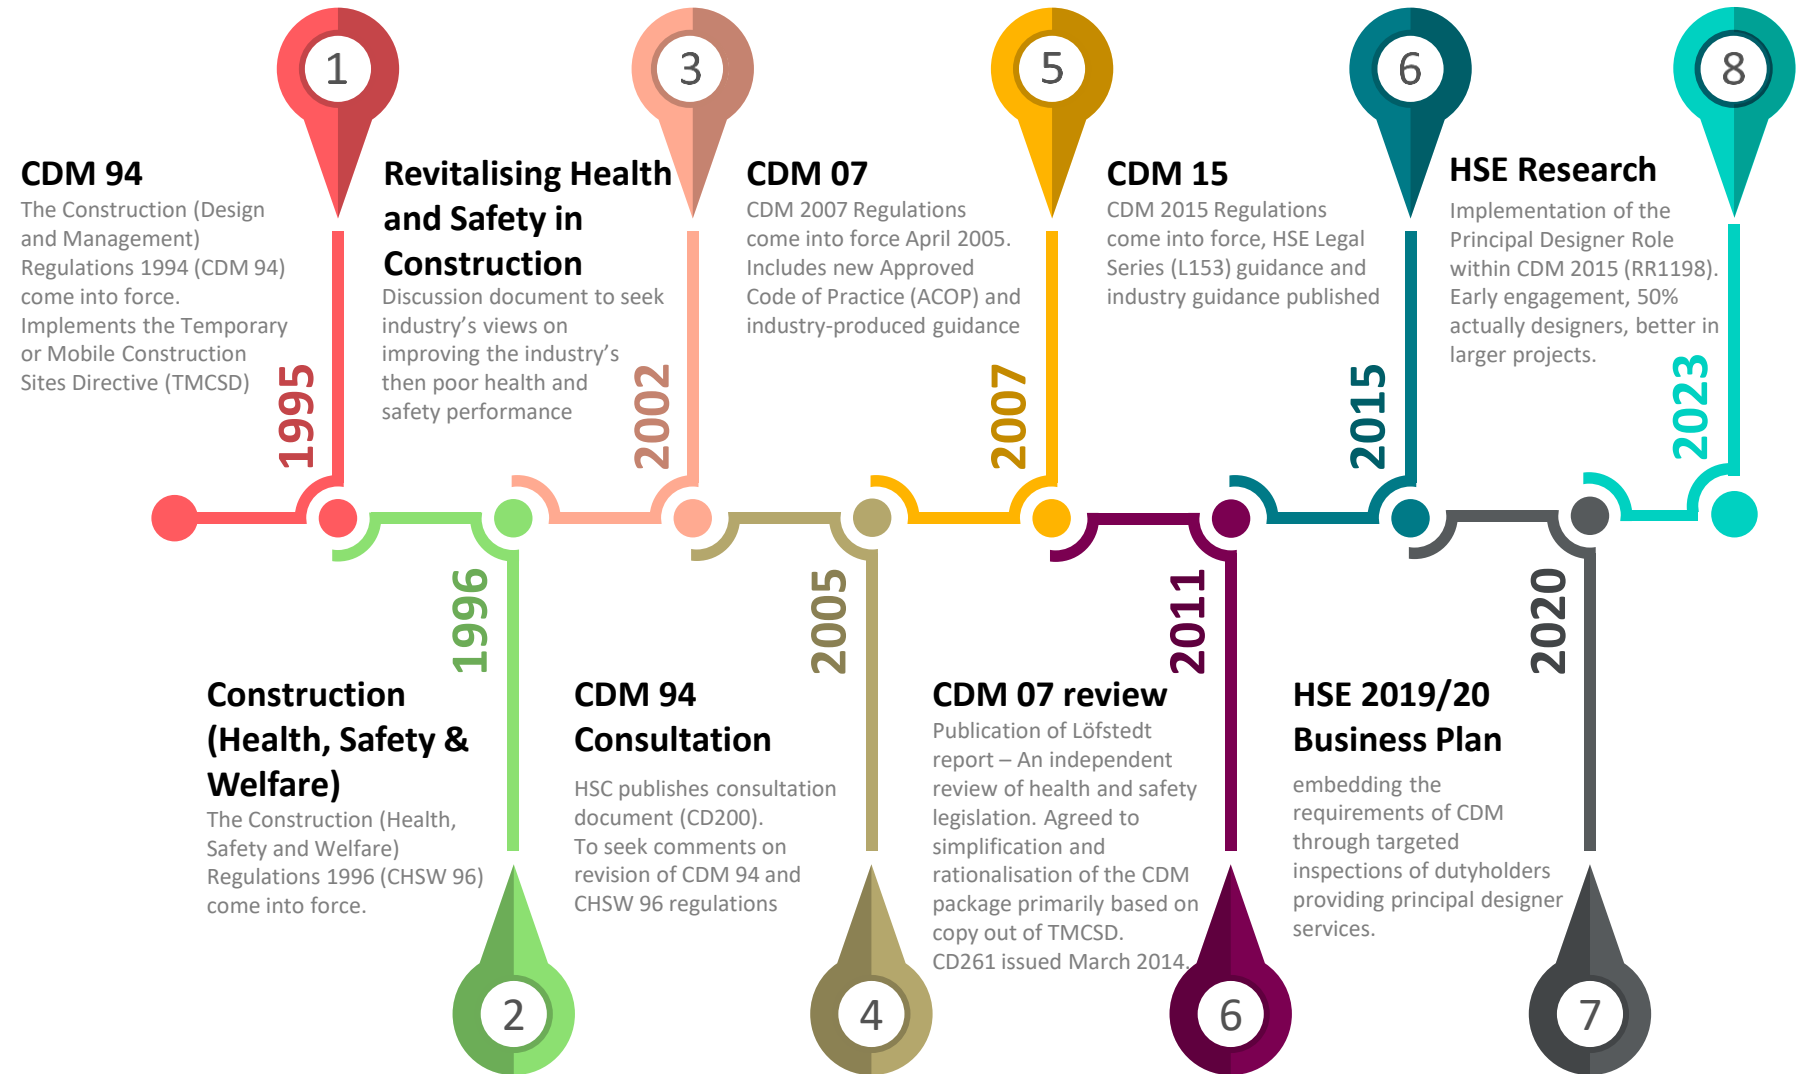 1
CDM 94
The Construction (Design
and Management)
Regulations 1994 (CDM 94)
come into force.
Implements the Temporary
or Mobile Construction
Sites Directive (TMCSD)
1995
3
Revitalising Health
and Safety in
Construction
Discussion document to seek
industry’s views on
improving the industry’s
then poor health and
safety performance
2002
5
CDM 07
CDM 2007 Regulations
come into force April 2005.
Includes new Approved
Code of Practice (ACOP) and
industry-produced guidance
2007
6
CDM 15
CDM 2015 Regulations
come into force, HSE Legal
Series (L153) guidance and
industry guidance published
2015
8
HSE Research
Implementation of the
Principal Designer Role
within CDM 2015 (RR1198).
Early engagement, 50%
actually designers, better in
larger projects.
2023
1996
Construction
(Health, Safety &
Welfare)
The Construction (Health,
Safety and Welfare)
Regulations 1996 (CHSW 96)
come into force.
2
2005
CDM 94
Consultation
HSC publishes consultation
document (CD200).
To seek comments on
revision of CDM 94 and
CHSW 96 regulations
4
2011
CDM 07 review
Publication of Löfstedt
report – An independent
review of health and safety
legislation. Agreed to
simplification and
rationalisation of the CDM
package primarily based on
copy out of TMCSD.
CD261 issued March 2014.
6
2020
HSE 2019/20
Business Plan
embedding the
requirements of CDM
through targeted
inspections of dutyholders
providing principal designer
services.
7